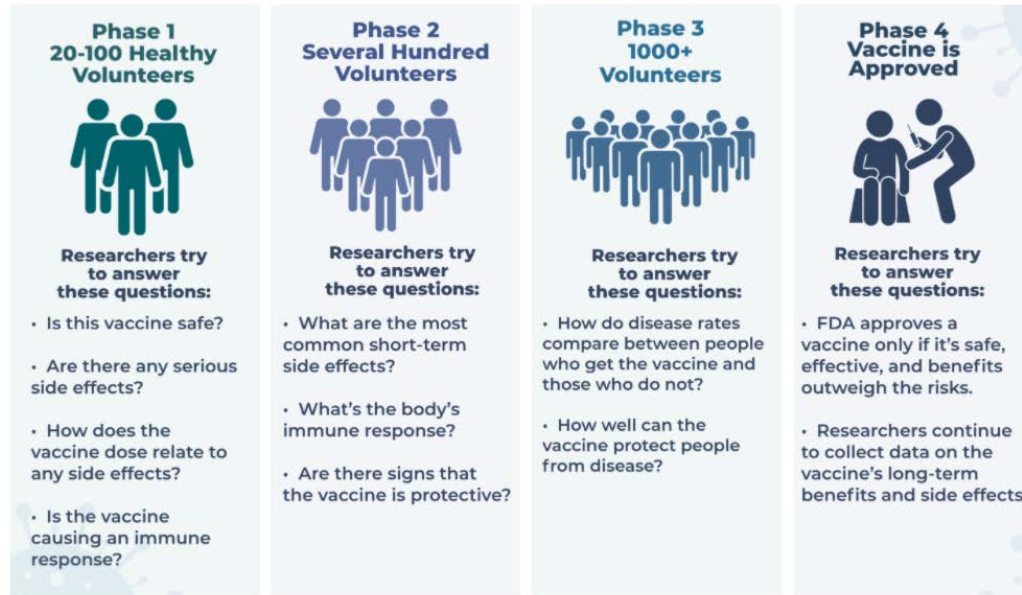 Phase 1
20-100 Healthy
Volunteers
Researchers try
to answer
these questions:
• Is this vaccine safe?
• Are there any serious
side effects?
• How does the
vaccine dose relate to
any side effects?
• Is the vaccine
causing an immune
response?
Phase 2
Several Hundred
Volunteers
Researchers try
to answer
these questions:
• What are the most
common short-term
side effects?
• What's the body's
immune response?
• Are there signs that
the vaccine is protective?
Phase 3
1000+
Volunteers
Researchers try
to answer
these questions:
• How do disease rates
compare between people
who get the vaccine and
those who do not?
• How well can the
vaccine protect people
from disease?
Phase 4
Vaccine is
Approved
Researchers try
to answer
these questions:
• FDA approves a
vaccine only if it's safe,
effective, and benefits
outweigh the risks.
• Researchers continue
to collect data on the
vaccine's long-term
benefits and side effects